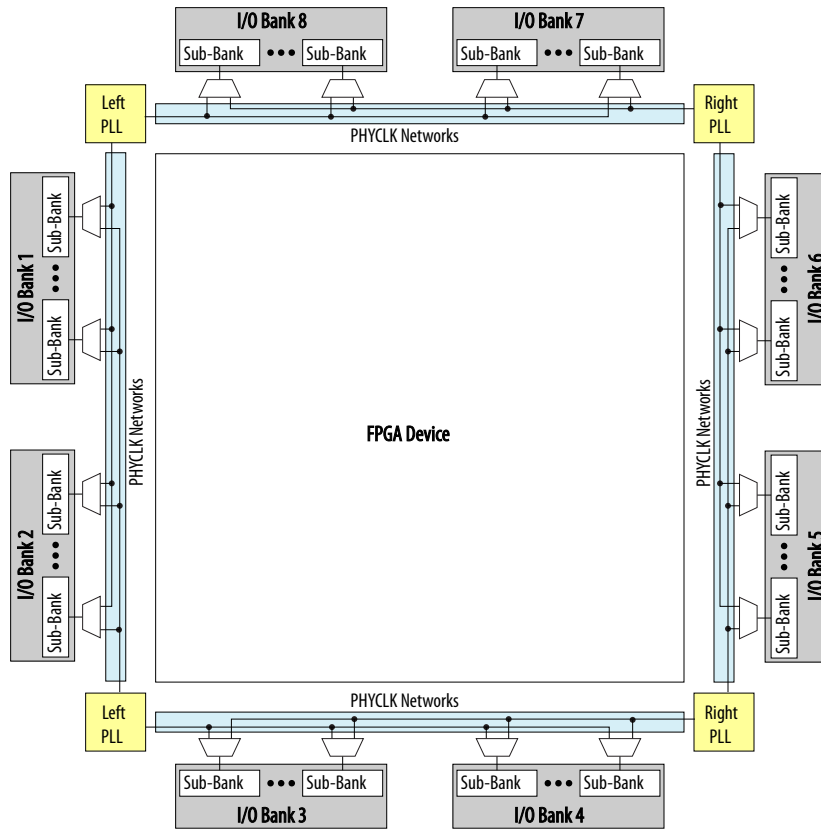 I/O Bank 8
I/O Bank 7
Sub-Bank ••• Sub-Bank
Sub-Bank ••• Sub-Bank
Left
PLL
Right
PLL
PHYCLK Networks
I/O Bank 1
Sub-Bank ••• Sub-Bank
PHYCLK Networks
I/O Bank 6
Sub-Bank ••• Sub-Bank
PHYCLK Networks
FPGA Device
I/O Bank 2
Sub-Bank ••• Sub-Bank
I/O Bank 5
Sub-Bank ••• Sub-Bank
PHYCLK Networks
Left
PLL
Right
PLL
Sub-Bank ••• Sub-Bank
Sub-Bank ••• Sub-Bank
I/O Bank 3
I/O Bank 4